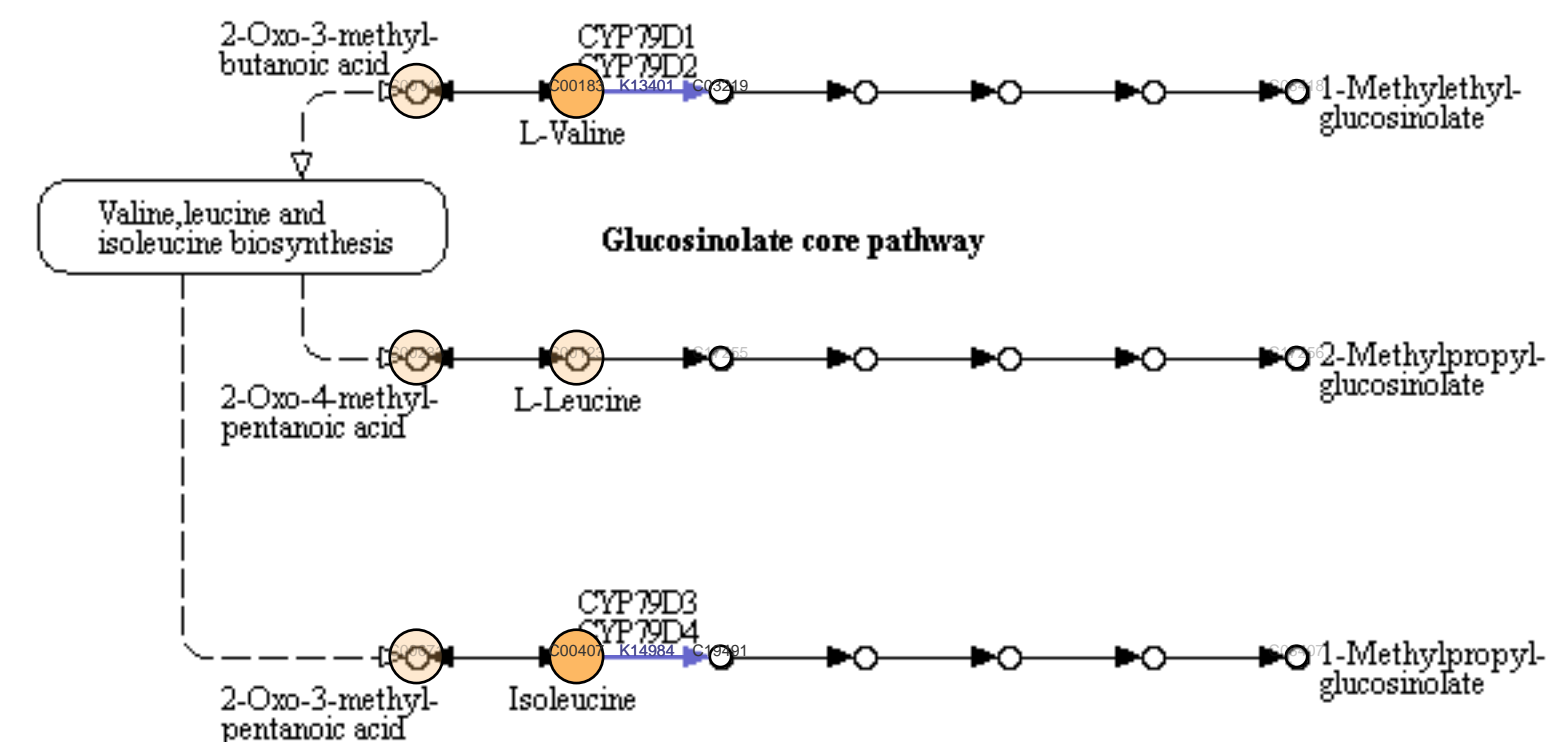 2-Oxo-3-methyl-
butanoic acid
CYP79D1
CYP79D2
C00183
K13401
C03219
L-Valine
1-Methylethyl-
glucosinolate
Valine,leucine and
isoleucine biosynthesis
Glucosinolate core pathway
C17255
C17256
2-Methylpropyl-
glucosinolate
2-Oxo-4-methyl-
pentanoic acid
L-Leucine
CYP79D3
CYP79D4
C00407
K14984
C19491
1-Methylpropyl-
glucosinolate
2-Oxo-3-methyl-
pentanoic acid
Isoleucine